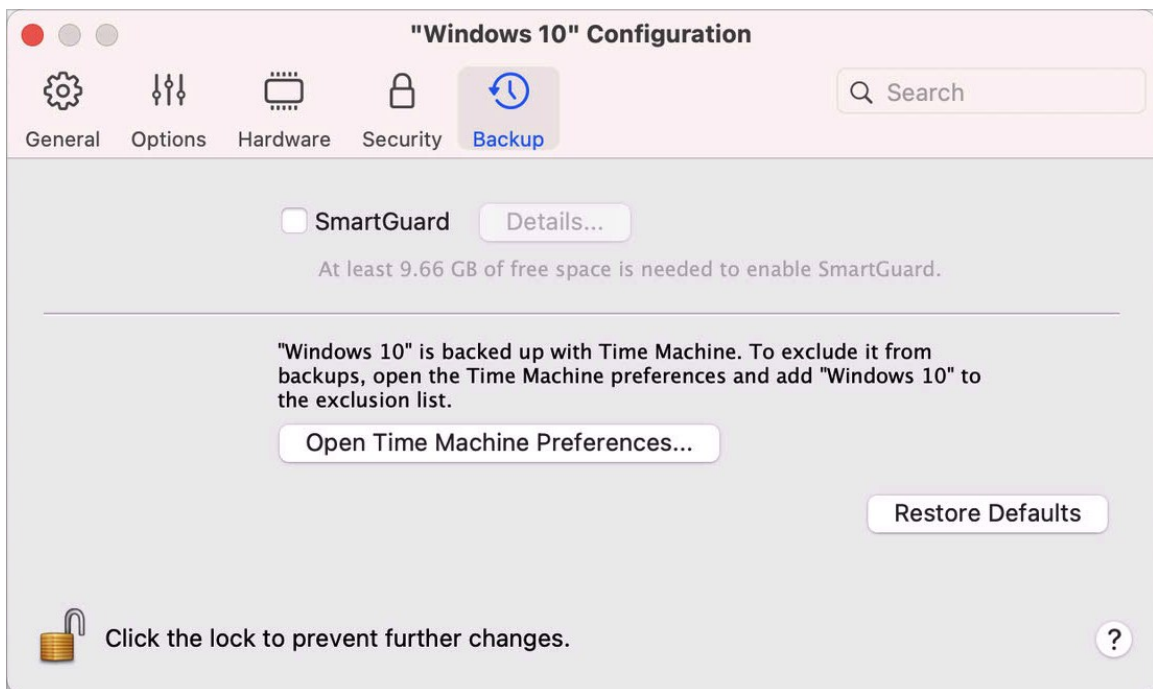 "Windows 10" Configuration
General Options Hardware Security Backup
Search
SmartGuard Details...
At least 9.66 GB of free space is needed to enable SmartGuard.
"Windows 10" is backed up with Time Machine. To exclude it from
backups, open the Time Machine preferences and add "Windows 10" to
the exclusion list.
Open Time Machine Preferences...
Restore Defaults
Click the lock to prevent further changes.
?